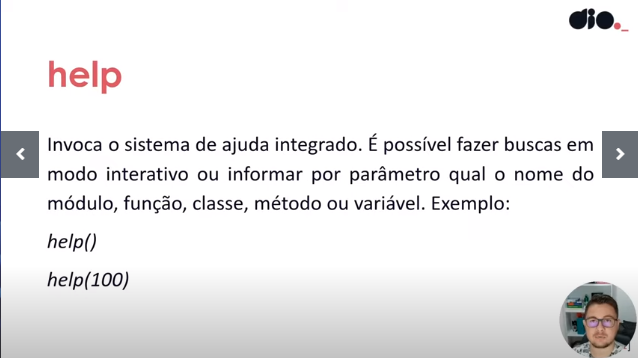 dio._
help
Invoca o sistema de ajuda integrado. É possível fazer buscas em
modo interativo ou informar por parâmetro qual o nome do
módulo, função, classe, método ou variável. Exemplo:
help()
help(100)